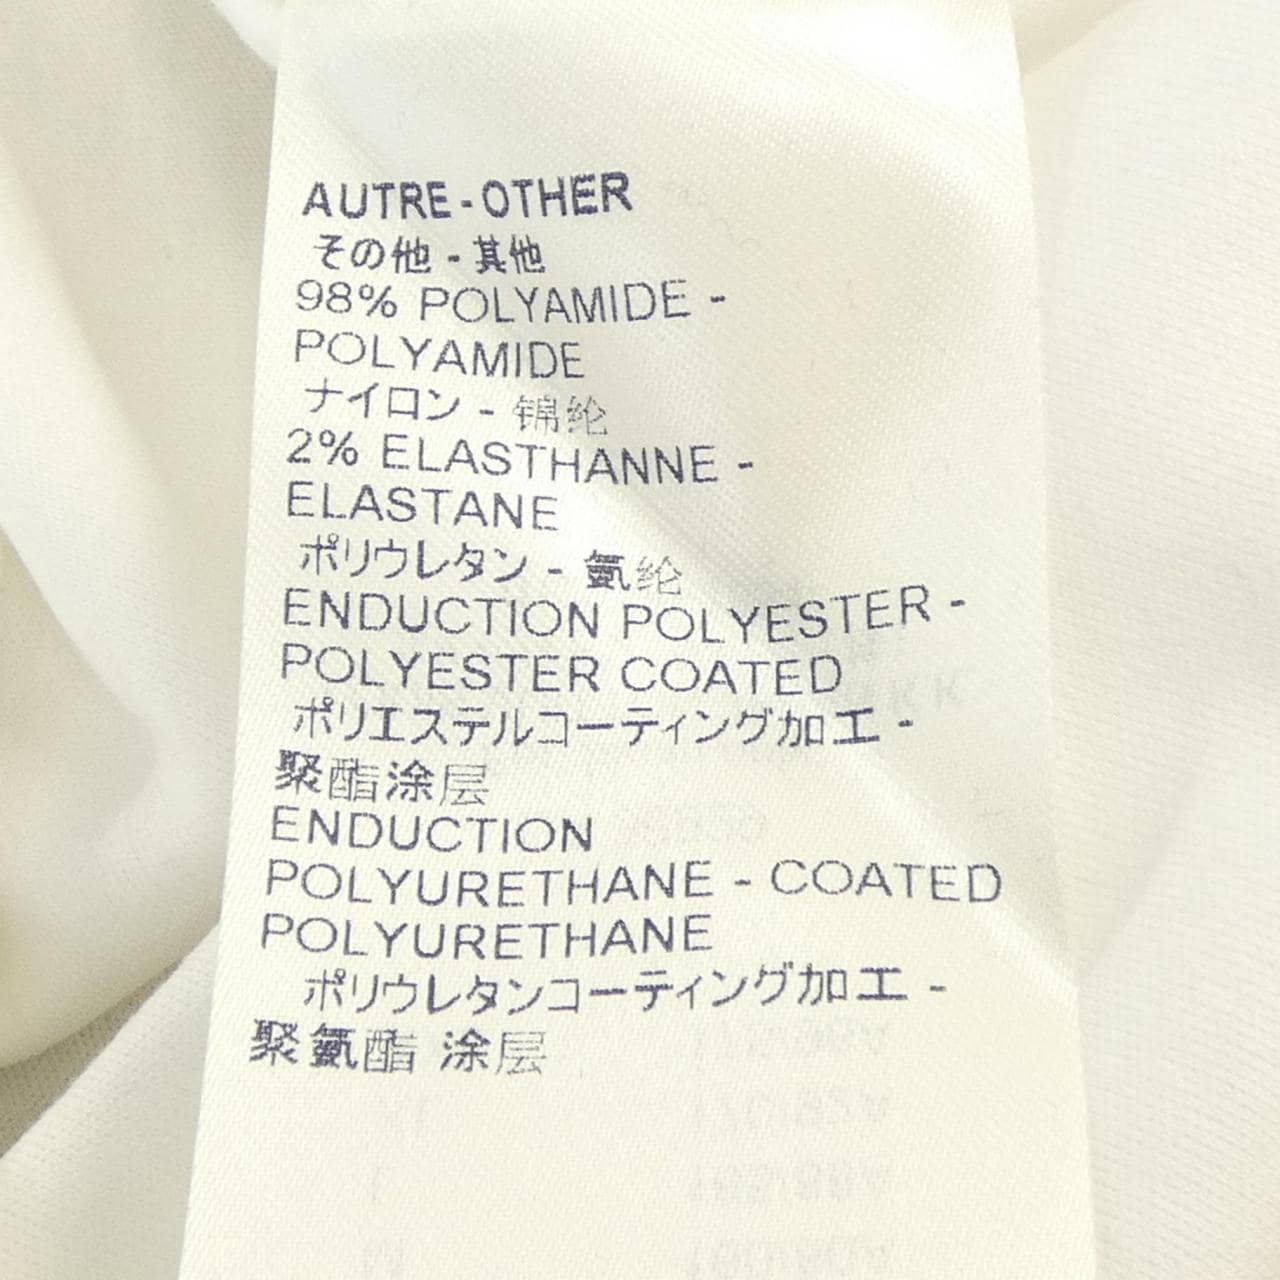 AUTRE-OTHER
その他 - 其他
98% POLYAMIDE -
POLYAMIDE
ナイロン - 锦纶
2% ELASTHANNE -
ELASTANE
ポリウレタン - 氨纶
ENDUCTION POLYESTER -
POLYESTER COATED
ポリエステルコーティング加工 -
聚酯涂层
ENDUCTION
POLYURETHANE - COATED
POLYURETHANE
ポリウレタンコーティング加工 -
聚氨酯 涂层